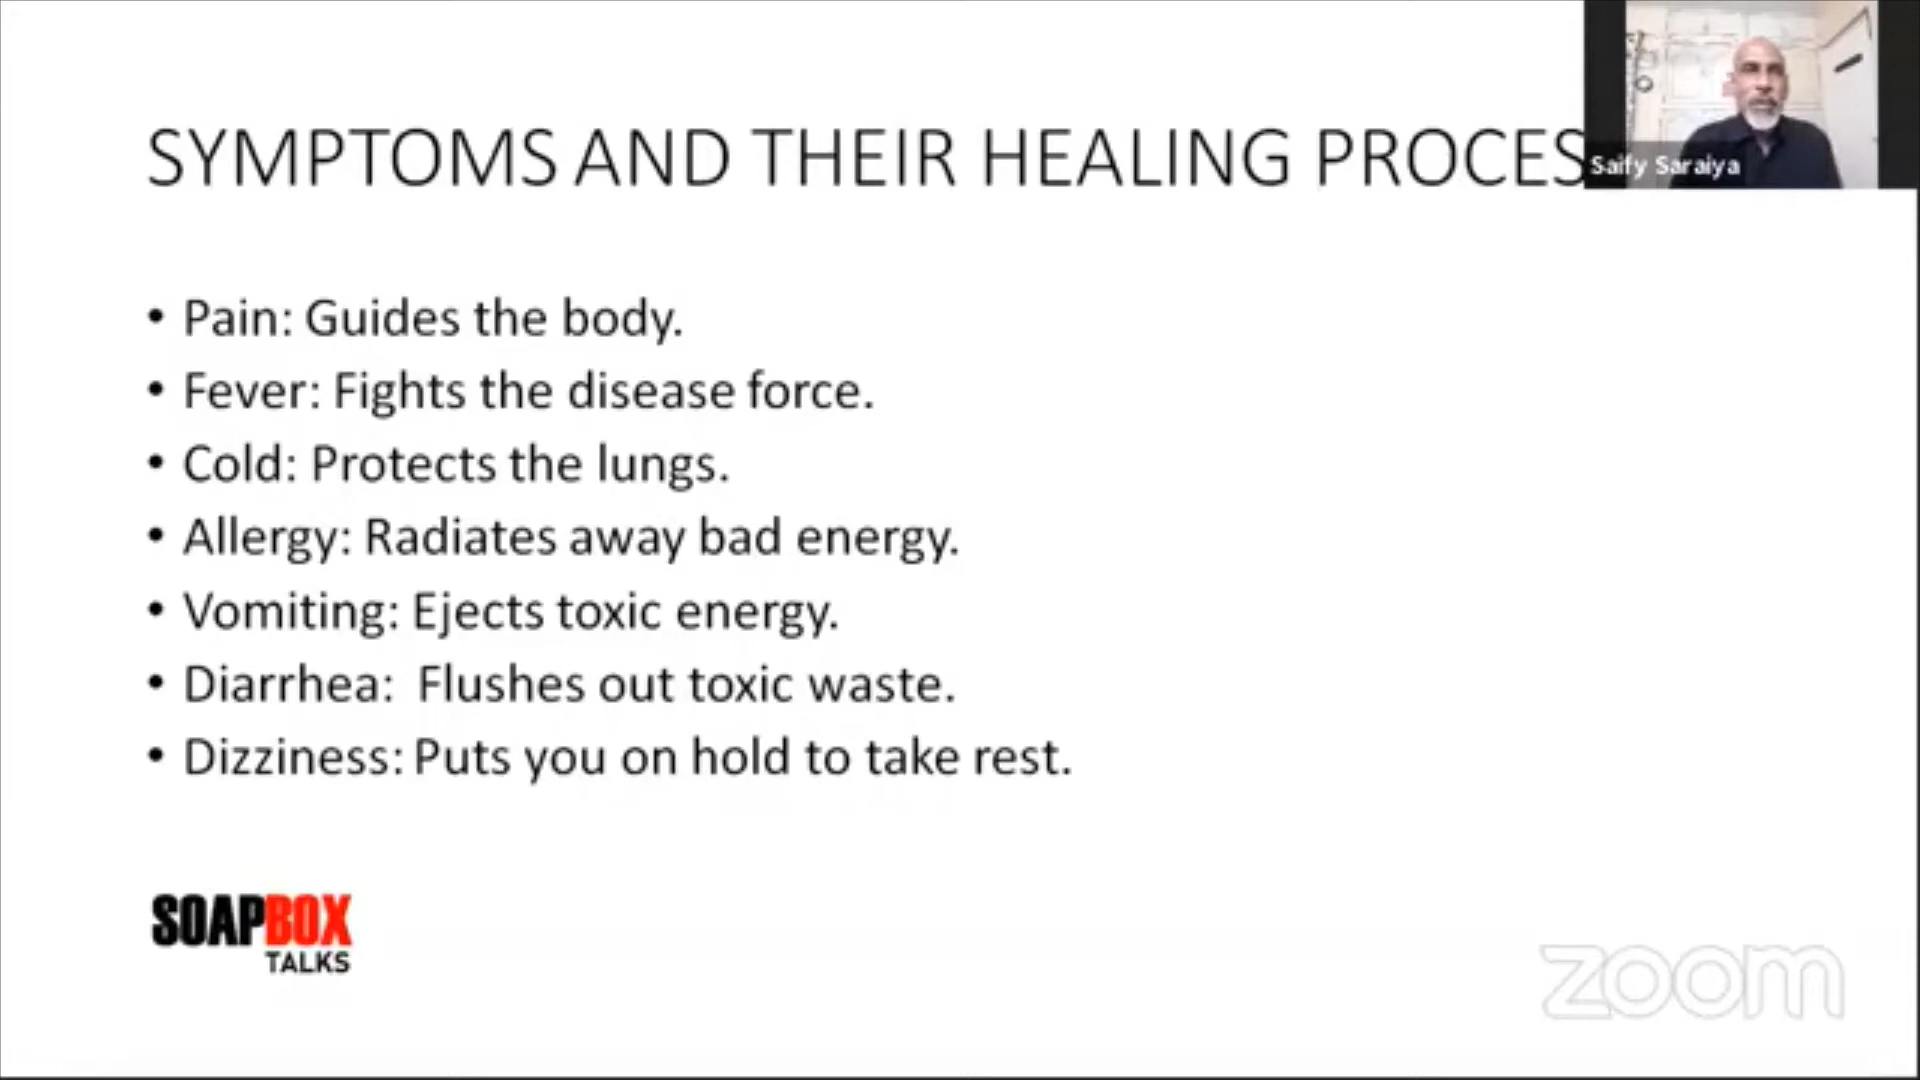 SYMPTOMS AND THEIR HEALING PROCES
Saify Saraiya
• Pain: Guides the body.
• Fever: Fights the disease force.
• Cold: Protects the lungs.
• Allergy: Radiates away bad energy.
• Vomiting: Ejects toxic energy.
• Diarrhea:  Flushes out toxic waste.
• Dizziness: Puts you on hold to take rest.
SOAPBOX
TALKS
zoom